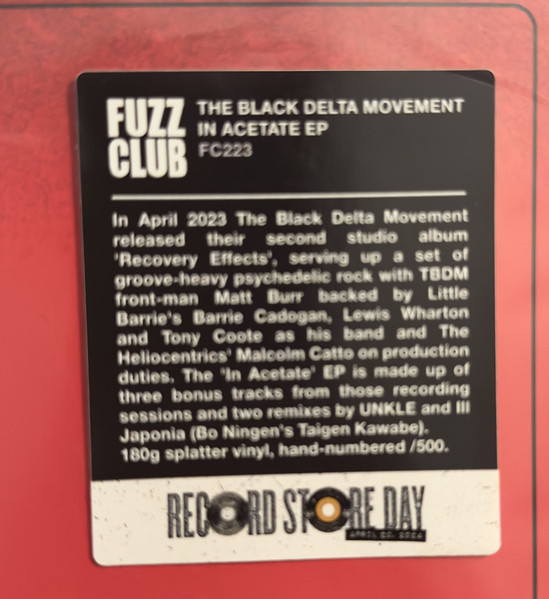 FUZZ
CLUB
THE BLACK DELTA MOVEMENT
IN ACETATE EP
FC223
In April 2023 The Black Delta Movement
released their second studio album
'Recovery Effects', serving up a set of
groove-heavy psychedelic rock with TBDM
front-man Matt Burr backed by Little
Barrie's Barrie Cadogan, Lewis Wharton
and Tony Coote as his band and The
Heliocentrics' Malcolm Catto on production
duties. The 'In Acetate' EP is made up of
three bonus tracks from those recording
sessions and two remixes by UNKLE and III
Japonia (Bo Ningen's Taigen Kawabe).
180g splatter vinyl, hand-numbered /500.
RECORD STORE DAY
APRIL 20, 2024